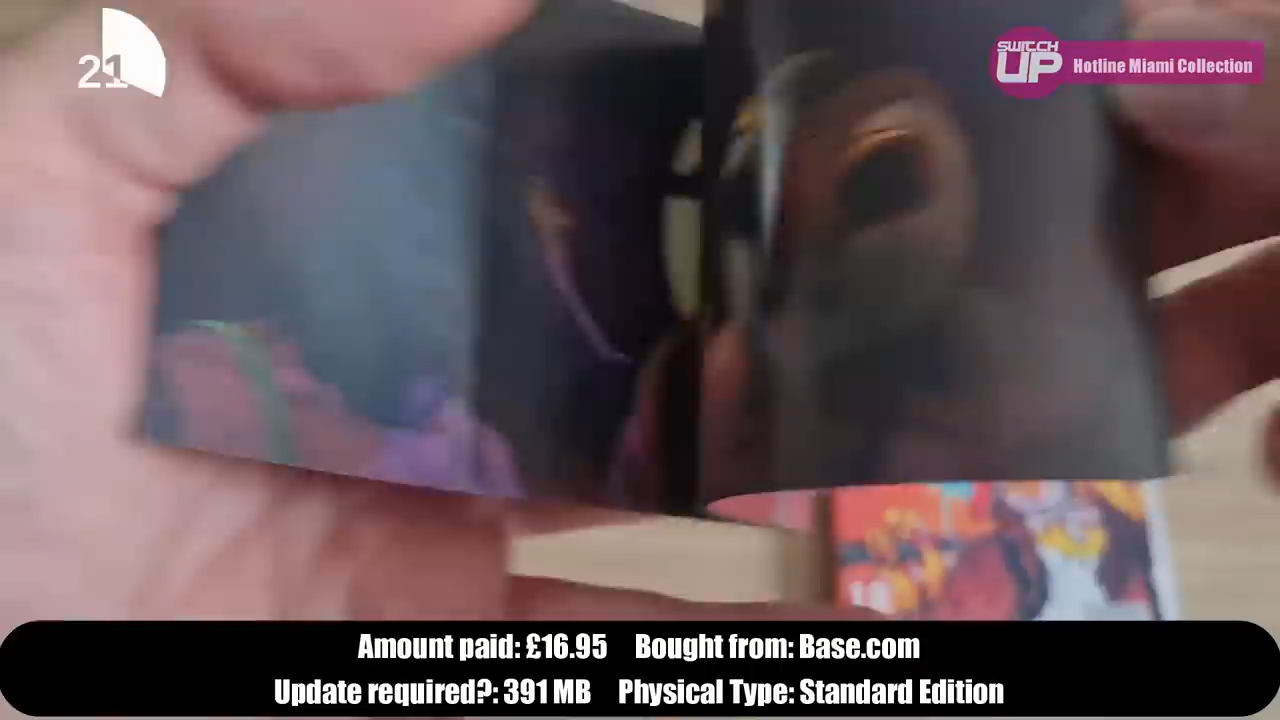 21
SWITCH
UP
Hotline Miami Collection
Amount paid: £16.95 Bought from: Base.com
Update required?: 391 MB Physical Type: Standard Edition